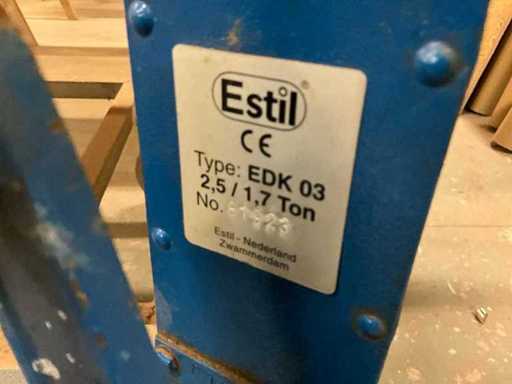 Estil
CE
Type: EDK 03
2,5 / 1,7 Ton
No.
Estil - Nederland
Zwammerdam